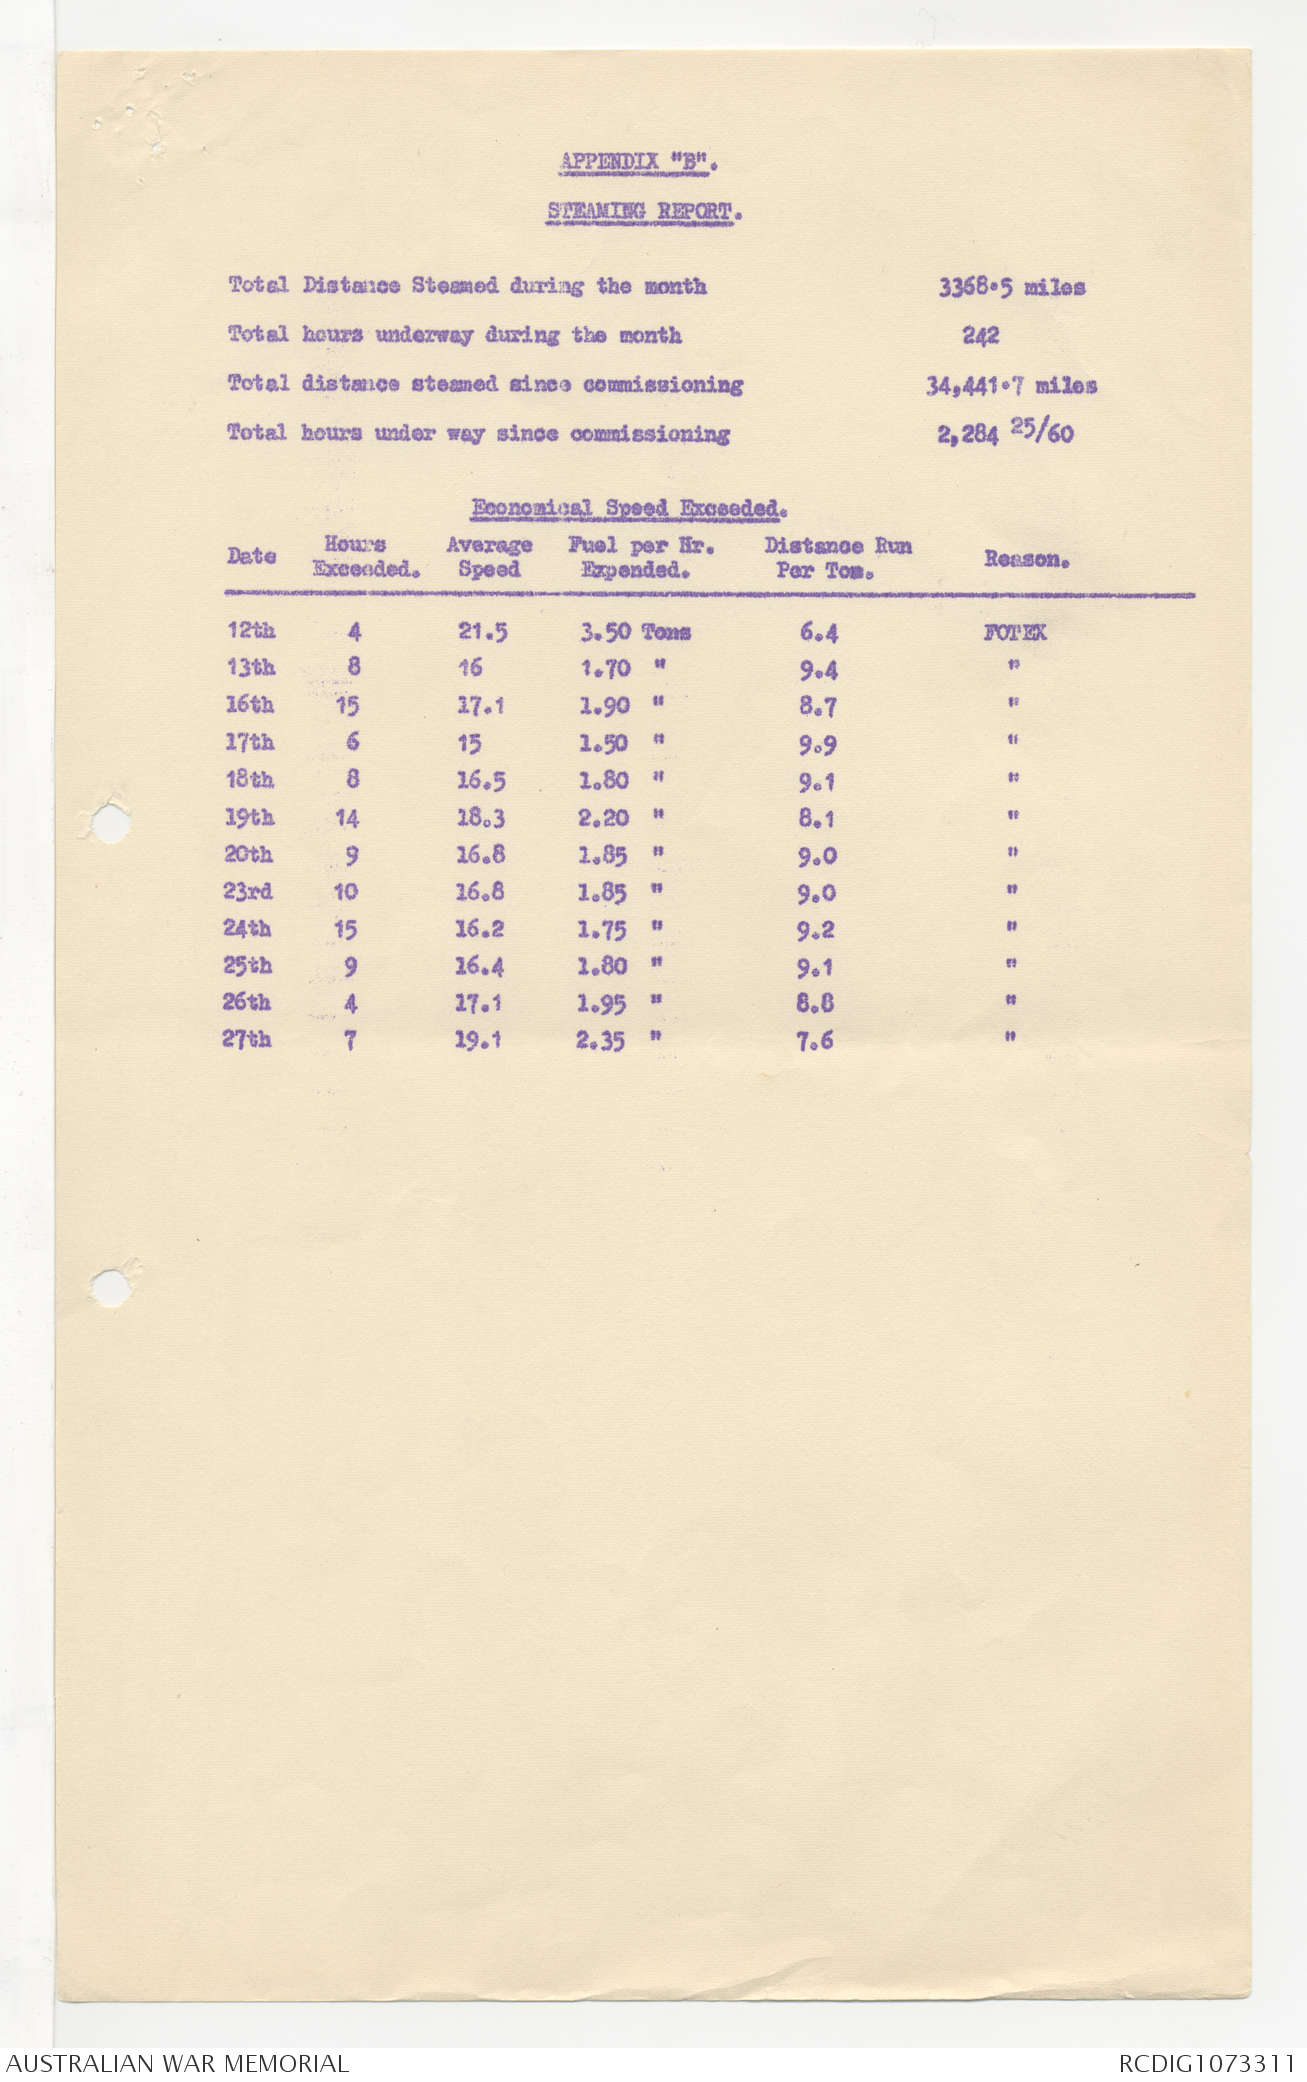 APPENDIX "B".
STEAMING REPORT.
Total Distance Steamed during the month 3368.5 miles
Total hours underway during the month 242
Total distance steamed since commissioning 34,441.7 miles
Total hours under way since commissioning 2,284 25/60
Economical Speed Exceeded.
Date Hours Exceeded. Average Speed Fuel per Hr. Expended. Distance Run Per Ton. Reason.
12th 4 21.5 3.50 Tons 6.4 FOTEX
13th 8 16 1.70 " 9.4 "
16th 15 17.1 1.90 " 8.7 "
17th 6 15 1.50 " 9.9 "
18th 8 16.5 1.80 " 9.1 "
19th 14 18.3 2.20 " 8.1 "
20th 9 16.8 1.85 " 9.0 "
23rd 10 16.8 1.85 " 9.0 "
24th 15 16.2 1.75 " 9.2 "
25th 9 16.4 1.80 " 9.1 "
26th 4 17.1 1.95 " 8.8 "
27th 7 19.1 2.35 " 7.6 "
AUSTRALIAN WAR MEMORIAL RCDIG1073311